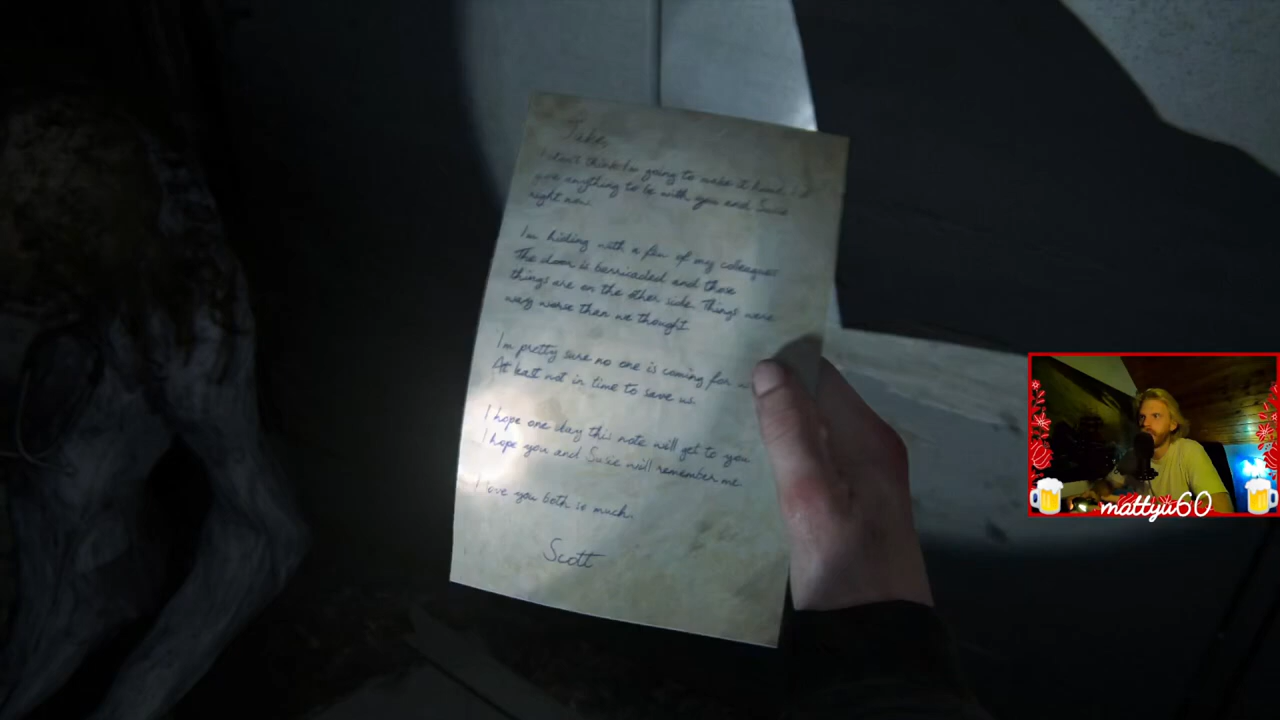 Jake,
I don't think I'm going to make it home. I'd
give anything to be with you and Susie
right now.
I'm hiding with a few of my colleagues
The door is barricaded and those
things are on the other side. Things were
way worse than we thought.
I'm pretty sure no one is coming for
At least not in time to save us.
I hope one day this note will get to you
I hope you and Susie will remember me
I love you both so much.
Scott
mattyu60